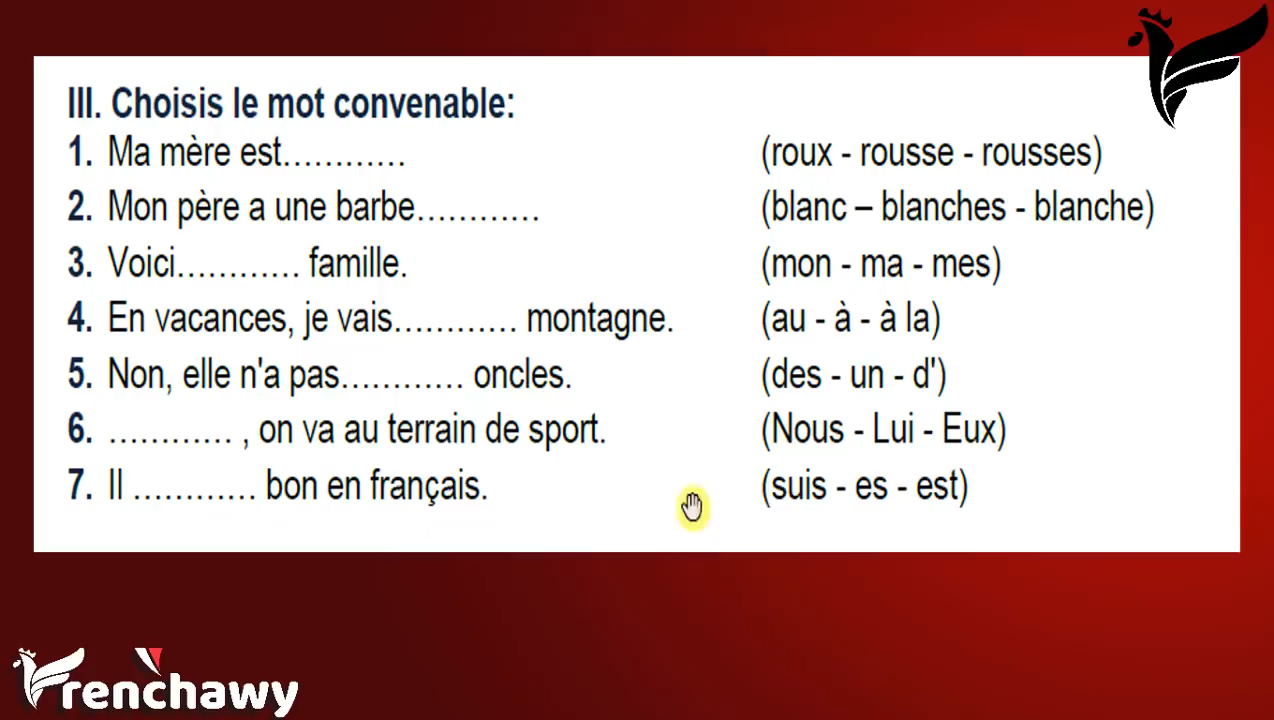 III. Choisis le mot convenable:
1. Ma mère est………… (roux - rousse - rousses)
2. Mon père a une barbe………… (blanc – blanches - blanche)
3. Voici………… famille. (mon - ma - mes)
4. En vacances, je vais………… montagne. (au - à - à la)
5. Non, elle n'a pas………… oncles. (des - un - d')
6. ………… , on va au terrain de sport. (Nous - Lui - Eux)
7. Il ………… bon en français. (suis - es - est)
Frenchawy